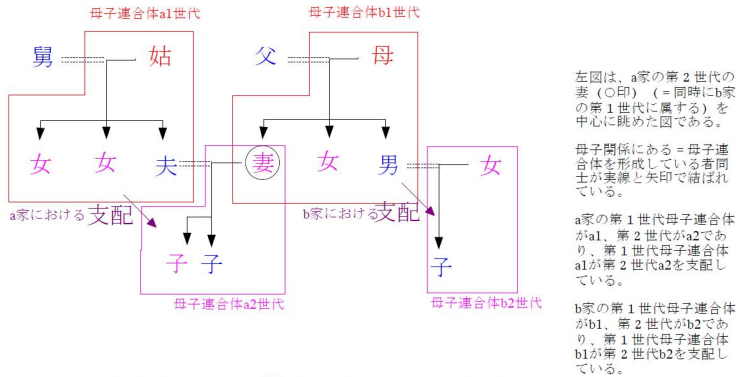 母子連合体a1世代
母子連合体b1世代
舅
姑
父
母
女
女
夫
妻
女
男
女
a家における支配
b家における支配
子
子
子
母子連合体a2世代
母子連合体b2世代
左図は、a家の第２世代の
妻（○印）（＝同時にb家
の第１世代に属する）を
中心に眺めた図である。
母子関係にある＝母子連
合体を形成している者同
士が実線と矢印で結ばれ
ている。
a家の第１世代母子連合体
がa1、第２世代がa2であ
り、第１世代母子連合体
a1が第２世代a2を支配し
ている。
b家の第１世代母子連合体
がb1、第２世代がb2であ
り、第１世代母子連合体
b1が第２世代b2を支配し
ている。